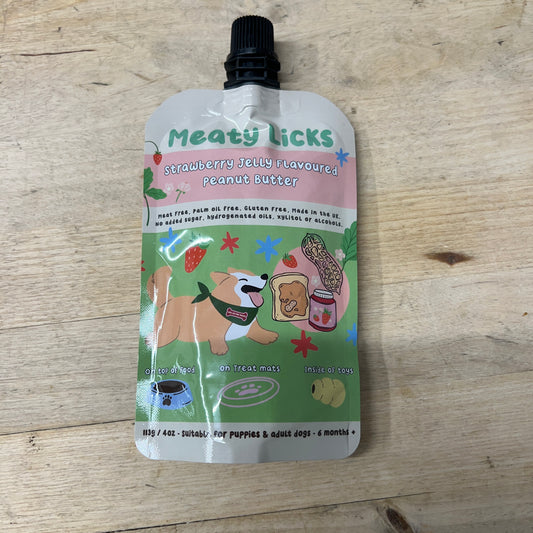 Meaty Licks
Strawberry Jelly Flavoured
Peanut Butter
Meat Free, Palm oil Free, Gluten Free, Made in the UK,
No added sugar, hydrogenated oils, xylitol or alcohols.
On top of food
On Treat mats
Inside of toys
113g / 4oz - suitable for puppies & adult dogs - 6 months +